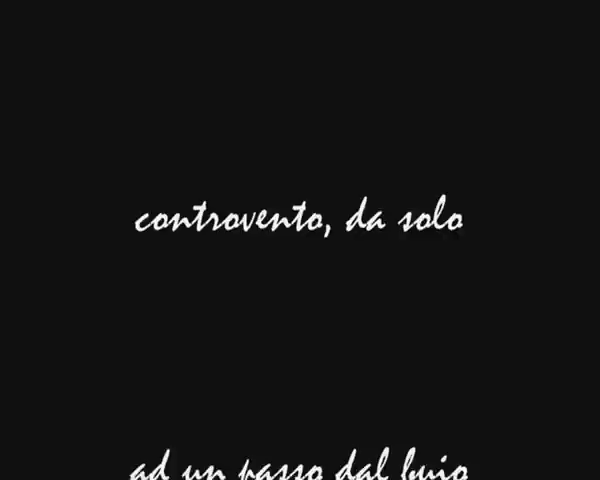 controvento, da solo
ad un passo dal buio